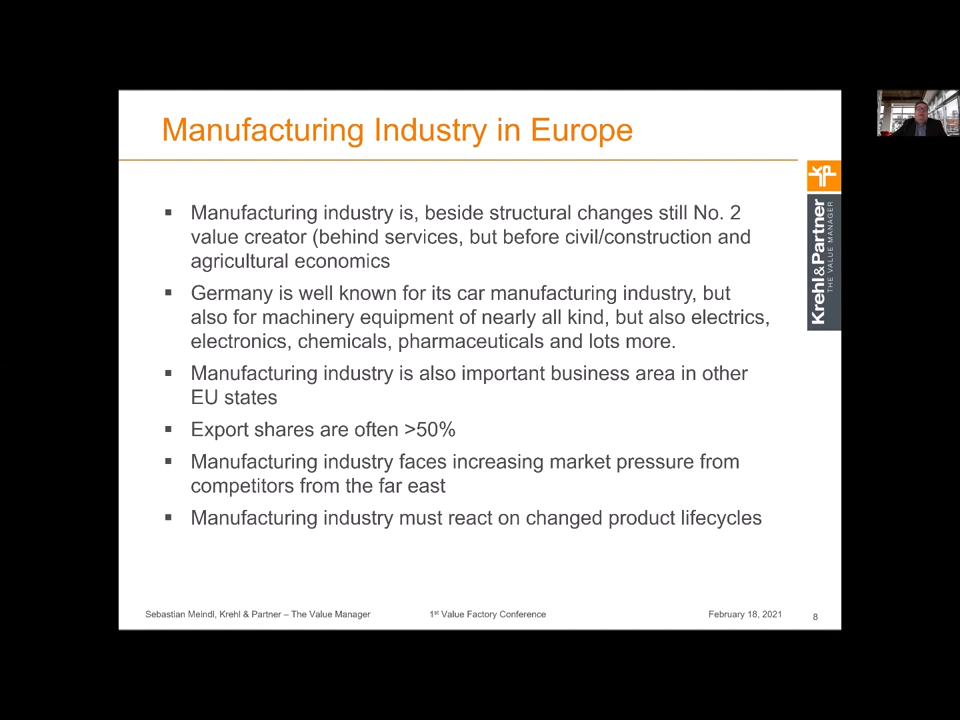 Manufacturing Industry in Europe
▪ Manufacturing industry is, beside structural changes still No. 2
value creator (behind services, but before civil/construction and
agricultural economics
▪ Germany is well known for its car manufacturing industry, but
also for machinery equipment of nearly all kind, but also electrics,
electronics, chemicals, pharmaceuticals and lots more.
▪ Manufacturing industry is also important business area in other
EU states
▪ Export shares are often >50%
▪ Manufacturing industry faces increasing market pressure from
competitors from the far east
▪ Manufacturing industry must react on changed product lifecycles
kp
Krehl&Partner
THE VALUE MANAGER
Sebastian Meindl, Krehl & Partner – The Value Manager 1st Value Factory Conference February 18, 2021 8